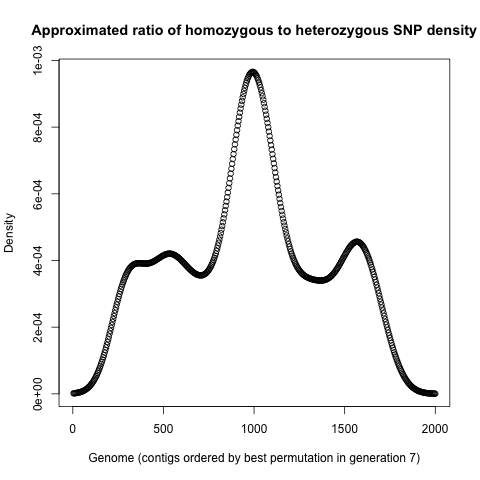 Approximated ratio of homozygous to heterozygous SNP density
1e-03
8e-04
6e-04
4e-04
2e-04
0e+00
Density
0 500 1000 1500 2000
Genome (contigs ordered by best permutation in generation 7)